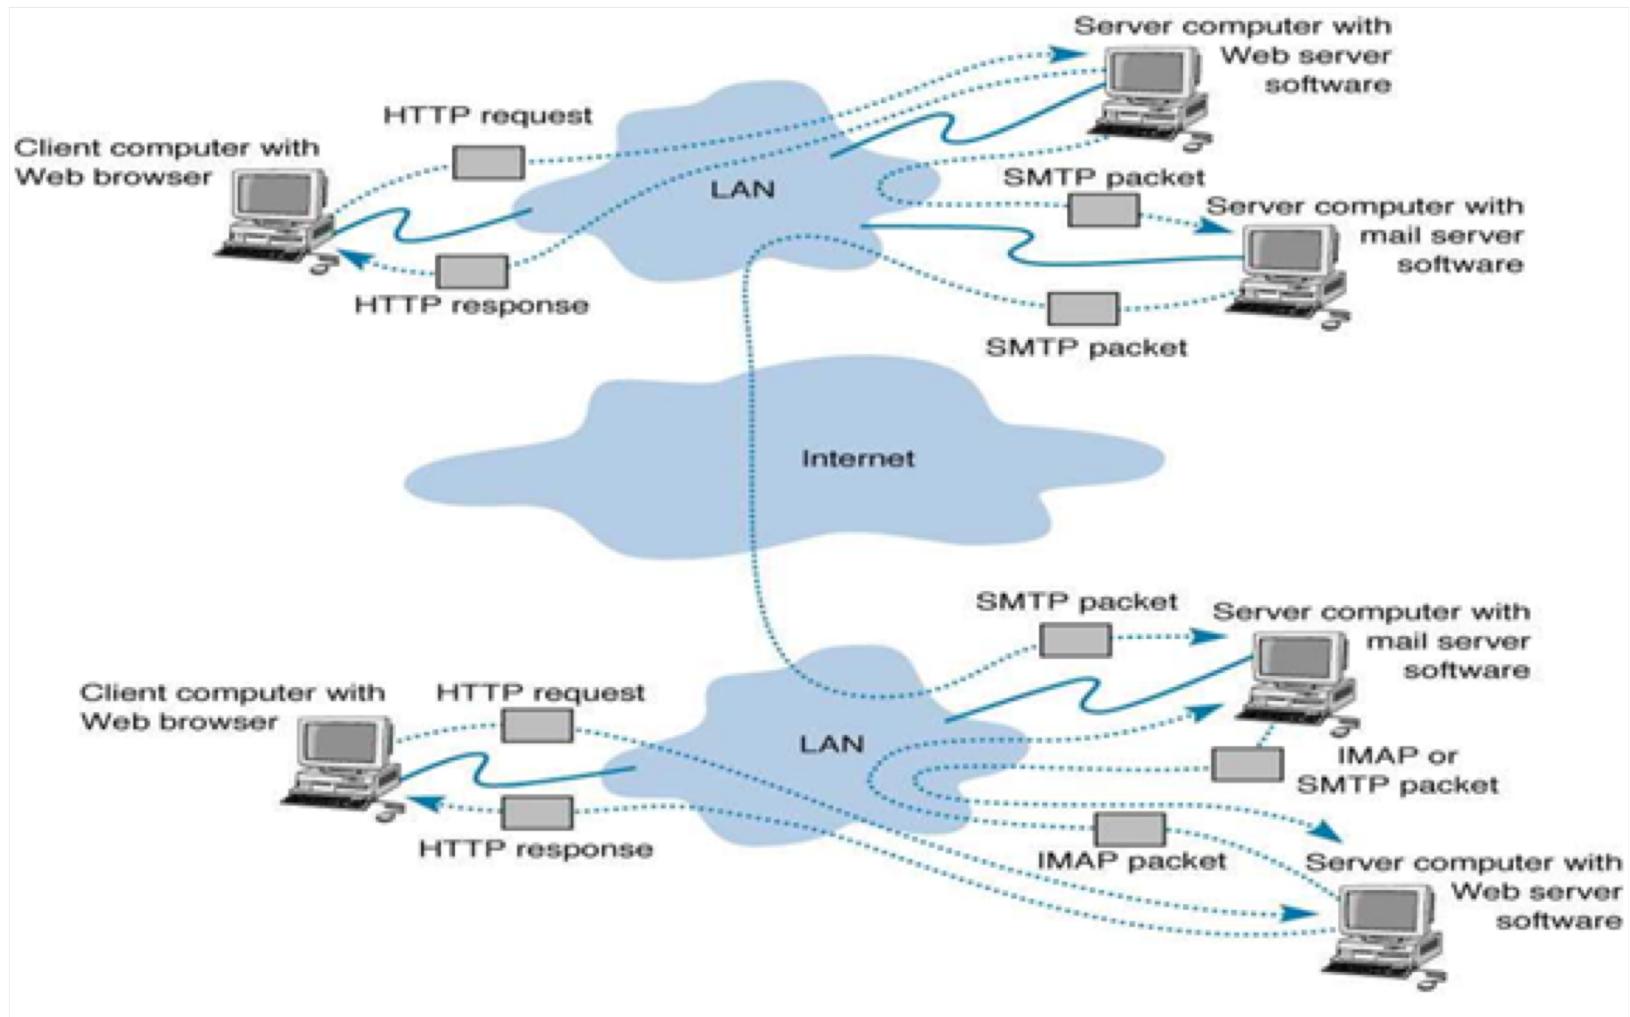 Server computer with
Web server
software
HTTP request
Client computer with
Web browser
LAN
SMTP packet
Server computer with
mail server
software
HTTP response
SMTP packet
Internet
SMTP packet
Server computer with
mail server
software
Client computer with
Web browser
HTTP request
LAN
IMAP or
SMTP packet
HTTP response
IMAP packet
Server computer with
Web server
software